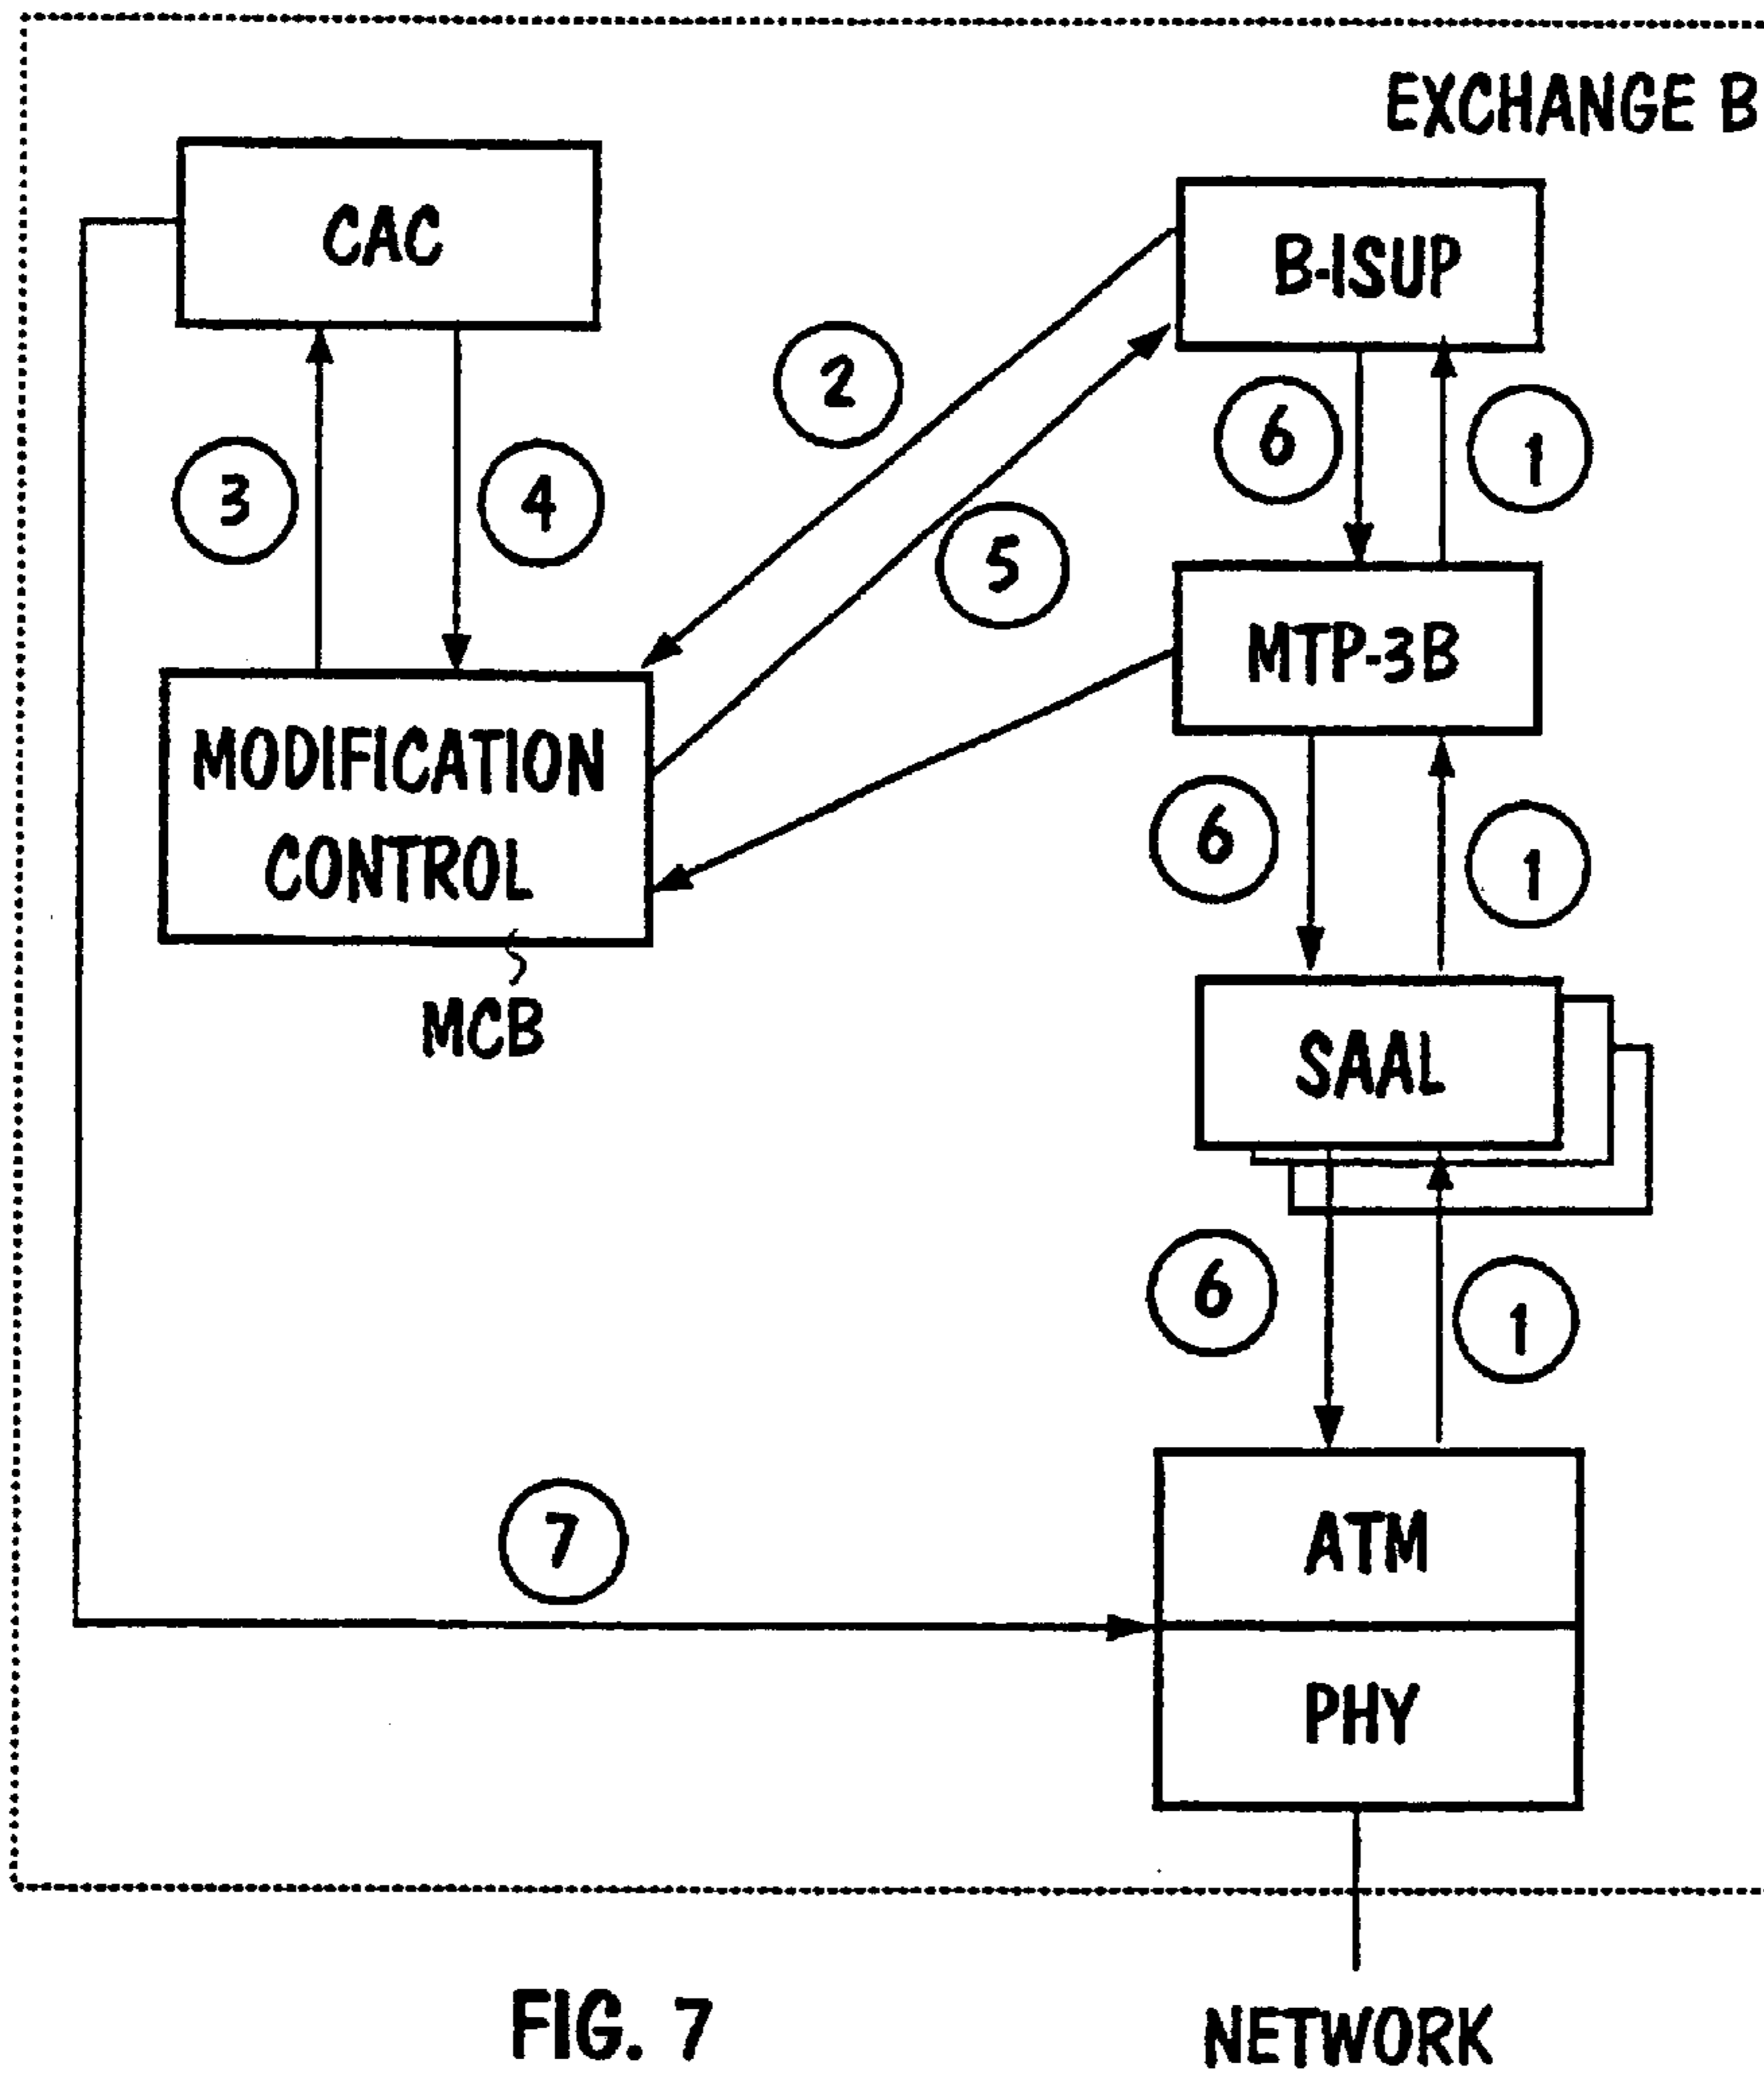 EXCHANGE B
CAC
B-ISUP
2
6
1
3
4
5
MTP-3B
MODIFICATION
CONTROL
6
1
MCB
SAAL
6
1
7
ATM
PHY
FIG. 7
NETWORK